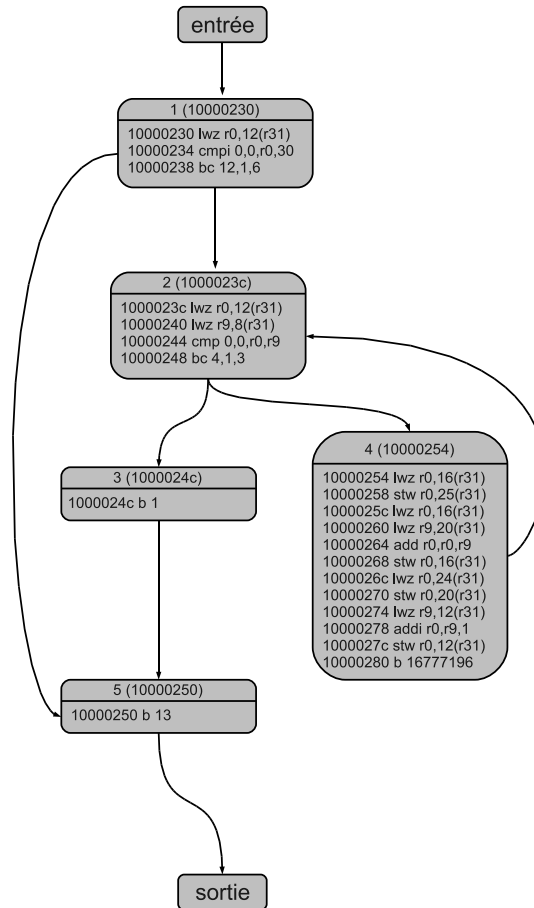 entrée
1 (10000230)
10000230 lwz r0,12(r31)
10000234 cmpi 0,0,r0,30
10000238 bc 12,1,6
2 (1000023c)
1000023c lwz r0,12(r31)
10000240 lwz r9,8(r31)
10000244 cmp 0,0,r0,r9
10000248 bc 4,1,3
3 (1000024c)
1000024c b 1
4 (10000254)
10000254 lwz r0,16(r31)
10000258 stw r0,25(r31)
1000025c lwz r0,16(r31)
10000260 lwz r9,20(r31)
10000264 add r0,r0,r9
10000268 stw r0,16(r31)
1000026c lwz r0,24(r31)
10000270 stw r0,20(r31)
10000274 lwz r9,12(r31)
10000278 addi r0,r9,1
1000027c stw r0,12(r31)
10000280 b 16777196
5 (10000250)
10000250 b 13
sortie